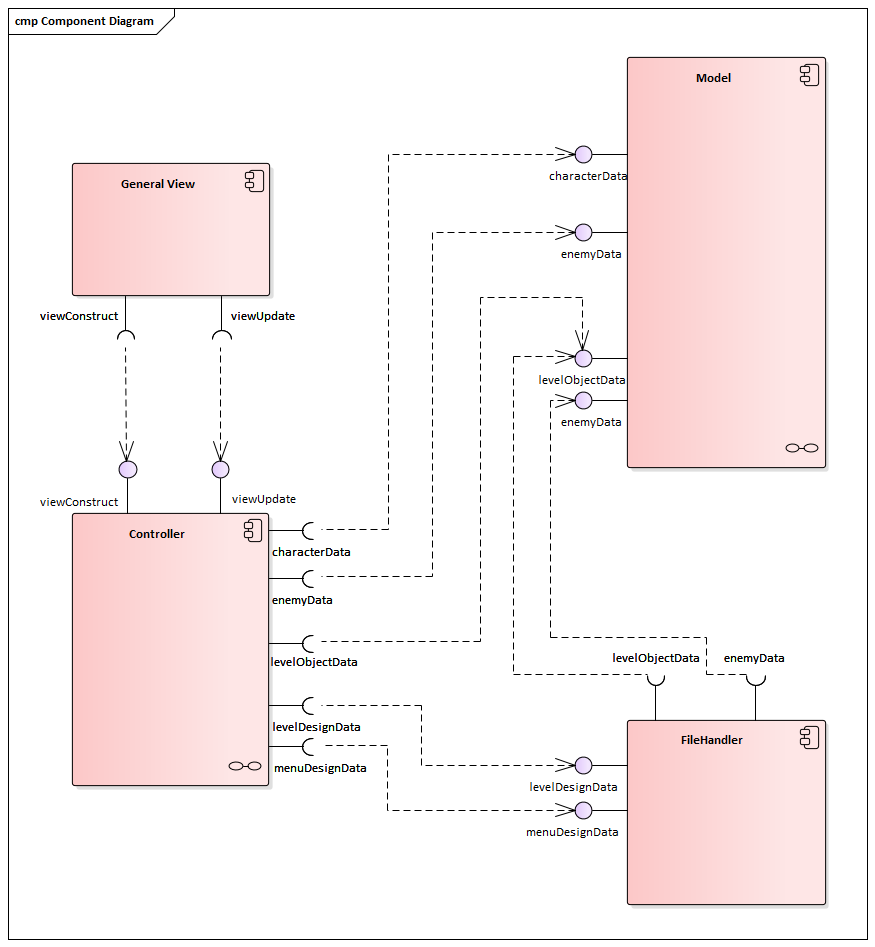 cmp Component Diagram
Model
General View
characterData
enemyData
viewConstruct
viewUpdate
levelObjectData
enemyData
viewConstruct
viewUpdate
Controller
characterData
enemyData
levelObjectData
levelObjectData
enemyData
levelDesignData
FileHandler
menuDesignData
levelDesignData
menuDesignData